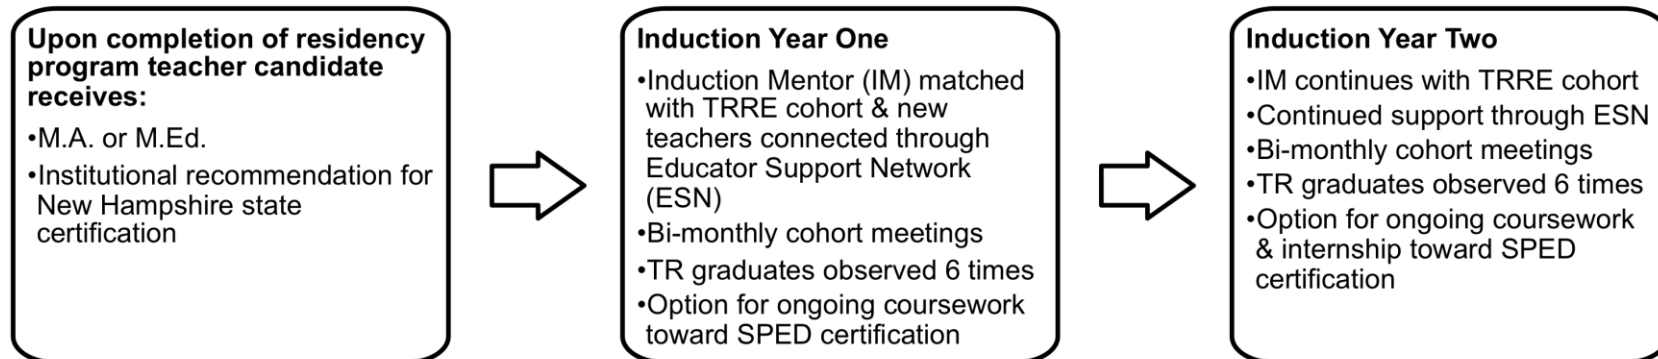 Upon completion of residency
program teacher candidate
receives:
•M.A. or M.Ed.
•Institutional recommendation for
New Hampshire state
certification
Induction Year One
•Induction Mentor (IM) matched
with TRRE cohort & new
teachers connected through
Educator Support Network
(ESN)
•Bi-monthly cohort meetings
•TR graduates observed 6 times
•Option for ongoing coursework
toward SPED certification
Induction Year Two
•IM continues with TRRE cohort
•Continued support through ESN
•Bi-monthly cohort meetings
•TR graduates observed 6 times
•Option for ongoing coursework
& internship toward SPED
certification